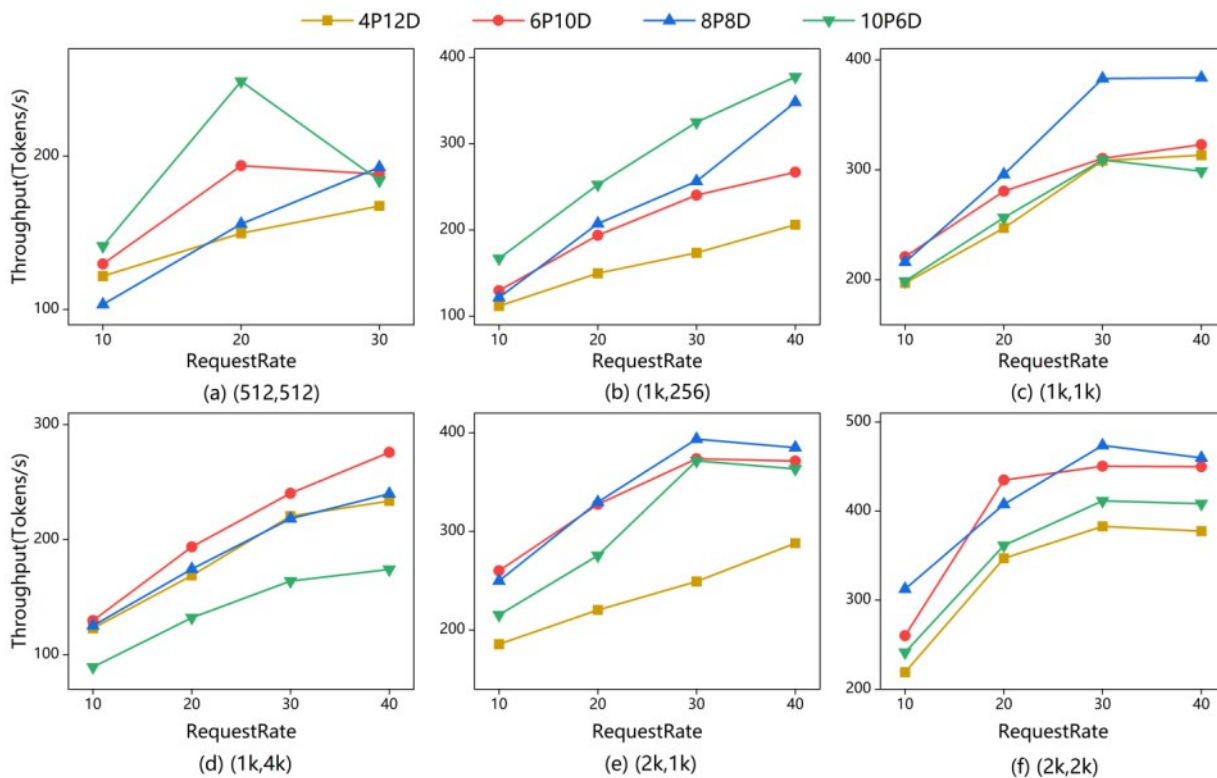 4P12D 6P10D 8P8D 10P6D
Throughput(Tokens/s)
200
100
10 20 30
RequestRate
(a) (512,512)
400
300
200
100
10 20 30 40
RequestRate
(b) (1k,256)
400
300
200
10 20 30 40
RequestRate
(c) (1k,1k)
Throughput(Tokens/s)
300
200
100
10 20 30 40
RequestRate
(d) (1k,4k)
400
300
200
10 20 30 40
RequestRate
(e) (2k,1k)
500
400
300
200
10 20 30 40
RequestRate
(f) (2k,2k)